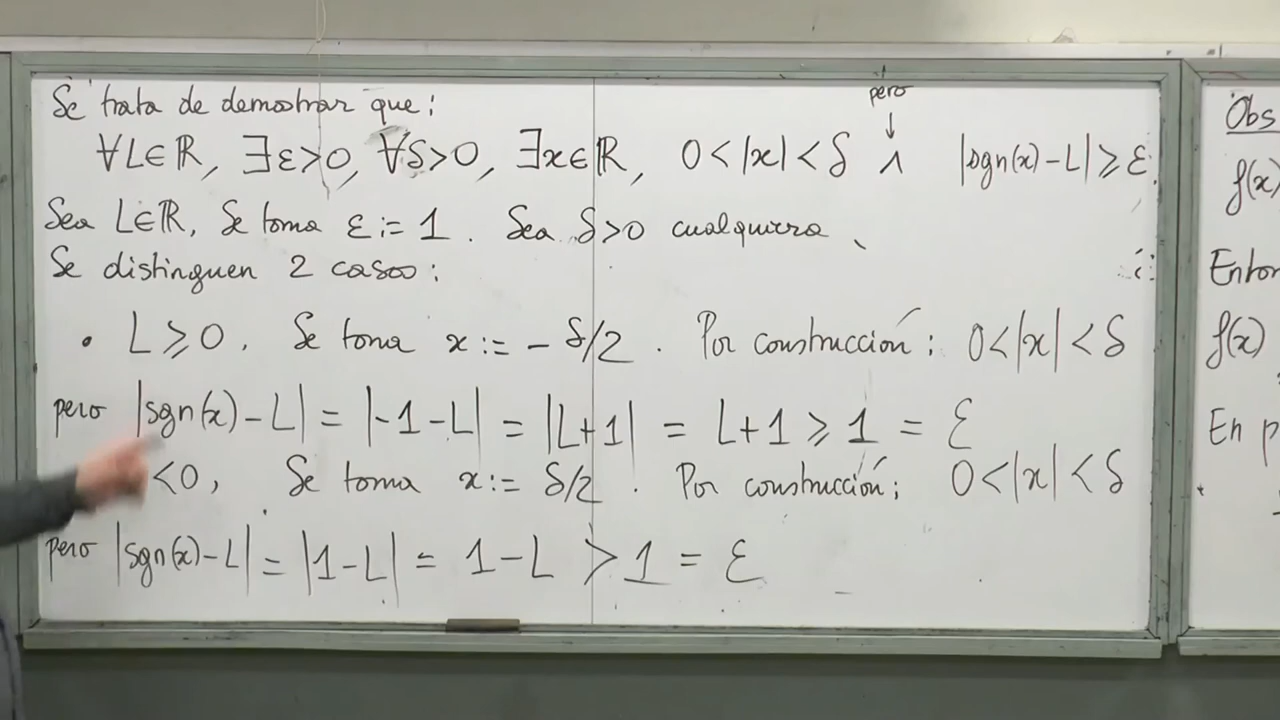 Se trata de demostrar que:
pero
↓
∀L∈ℝ, ∃ε>0, ∀δ>0, ∃x∈ℝ, 0<|x|<δ ∧ |sgn(x)-L|≥ε.
Sea L∈ℝ, Se toma ε:=1. Sea δ>0 cualquiera
Se distinguen 2 casos:
• L≥0. Se toma x:=-δ/2. Por construcción: 0<|x|<δ
pero |sgn(x)-L| = |-1-L| = |L+1| = L+1 ≥ 1 = ε
<0, Se toma x:= δ/2. Por construcción: 0<|x|<δ
pero |sgn(x)-L| = |1-L| = 1-L > 1 = ε
Obs
f(x)
f(x)
En